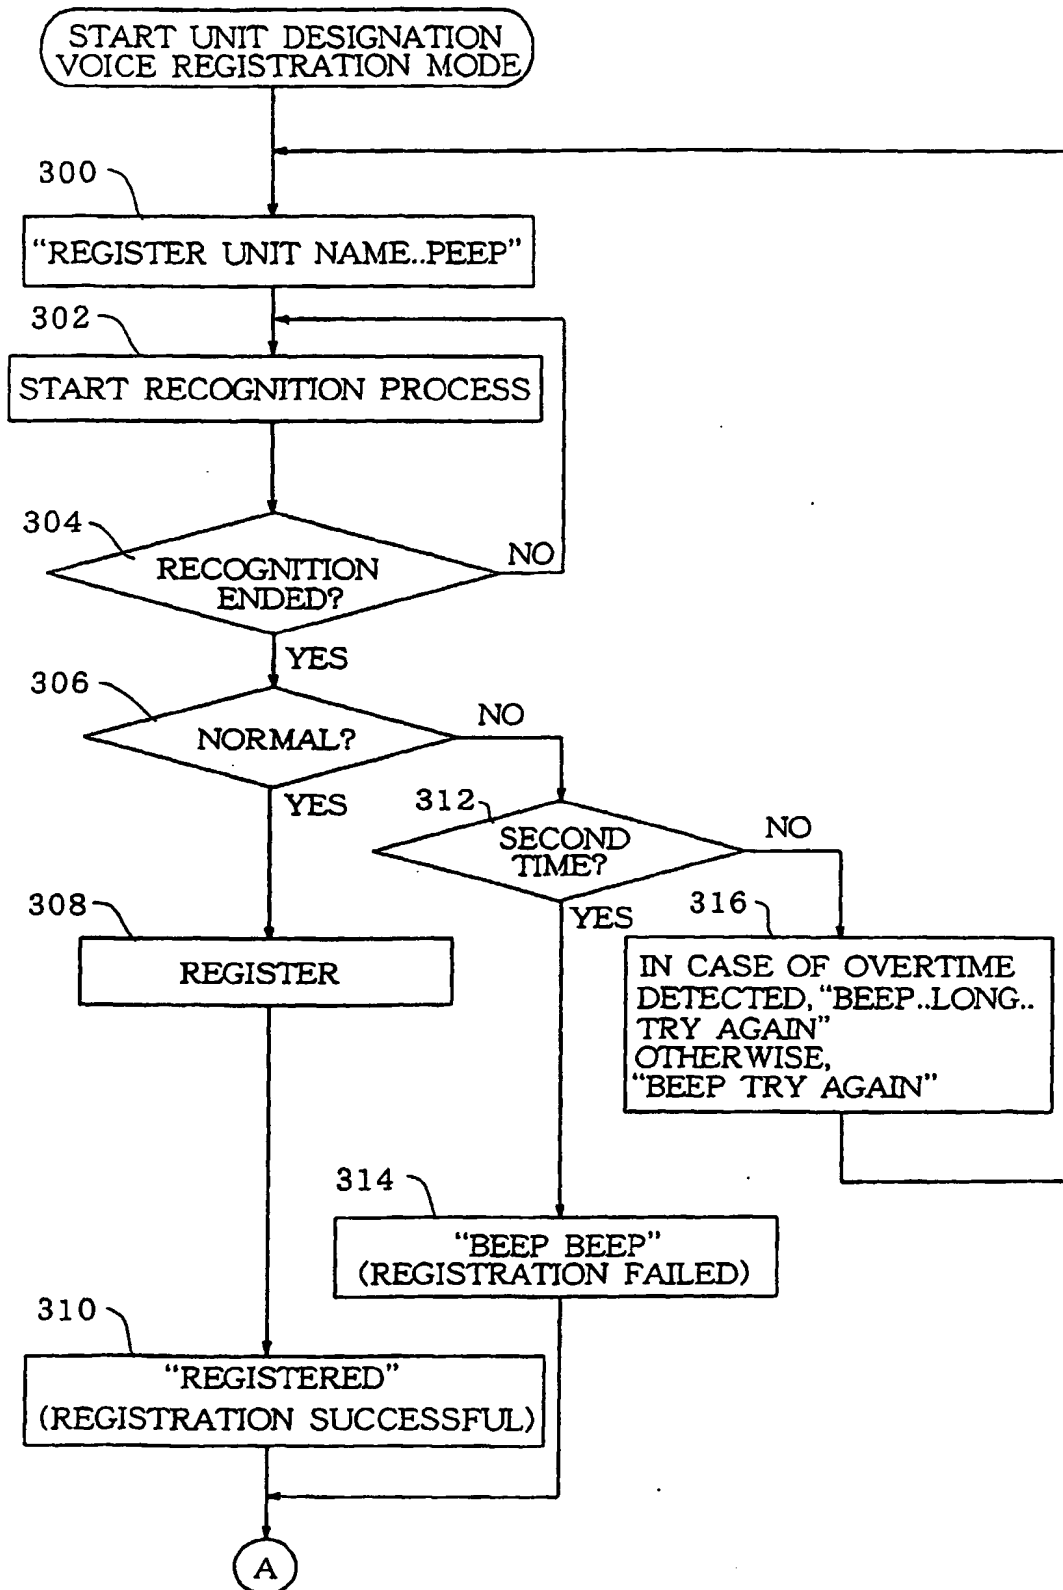 START UNIT DESIGNATION
VOICE REGISTRATION MODE
300
“REGISTER UNIT NAME..PEEP”
302
START RECOGNITION PROCESS
304
RECOGNITION
ENDED?
NO
YES
306
NORMAL?
NO
YES
312
SECOND
TIME?
NO
YES
308
REGISTER
316
IN CASE OF OVERTIME
DETECTED, “BEEP..LONG..
TRY AGAIN”
OTHERWISE,
“BEEP TRY AGAIN”
314
“BEEP BEEP”
(REGISTRATION FAILED)
310
“REGISTERED”
(REGISTRATION SUCCESSFUL)
A